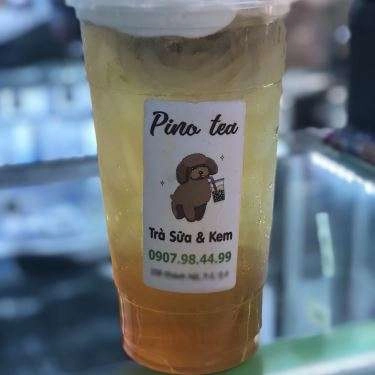 Pino tea
Trà Sữa & Kem
0907.98.44.99